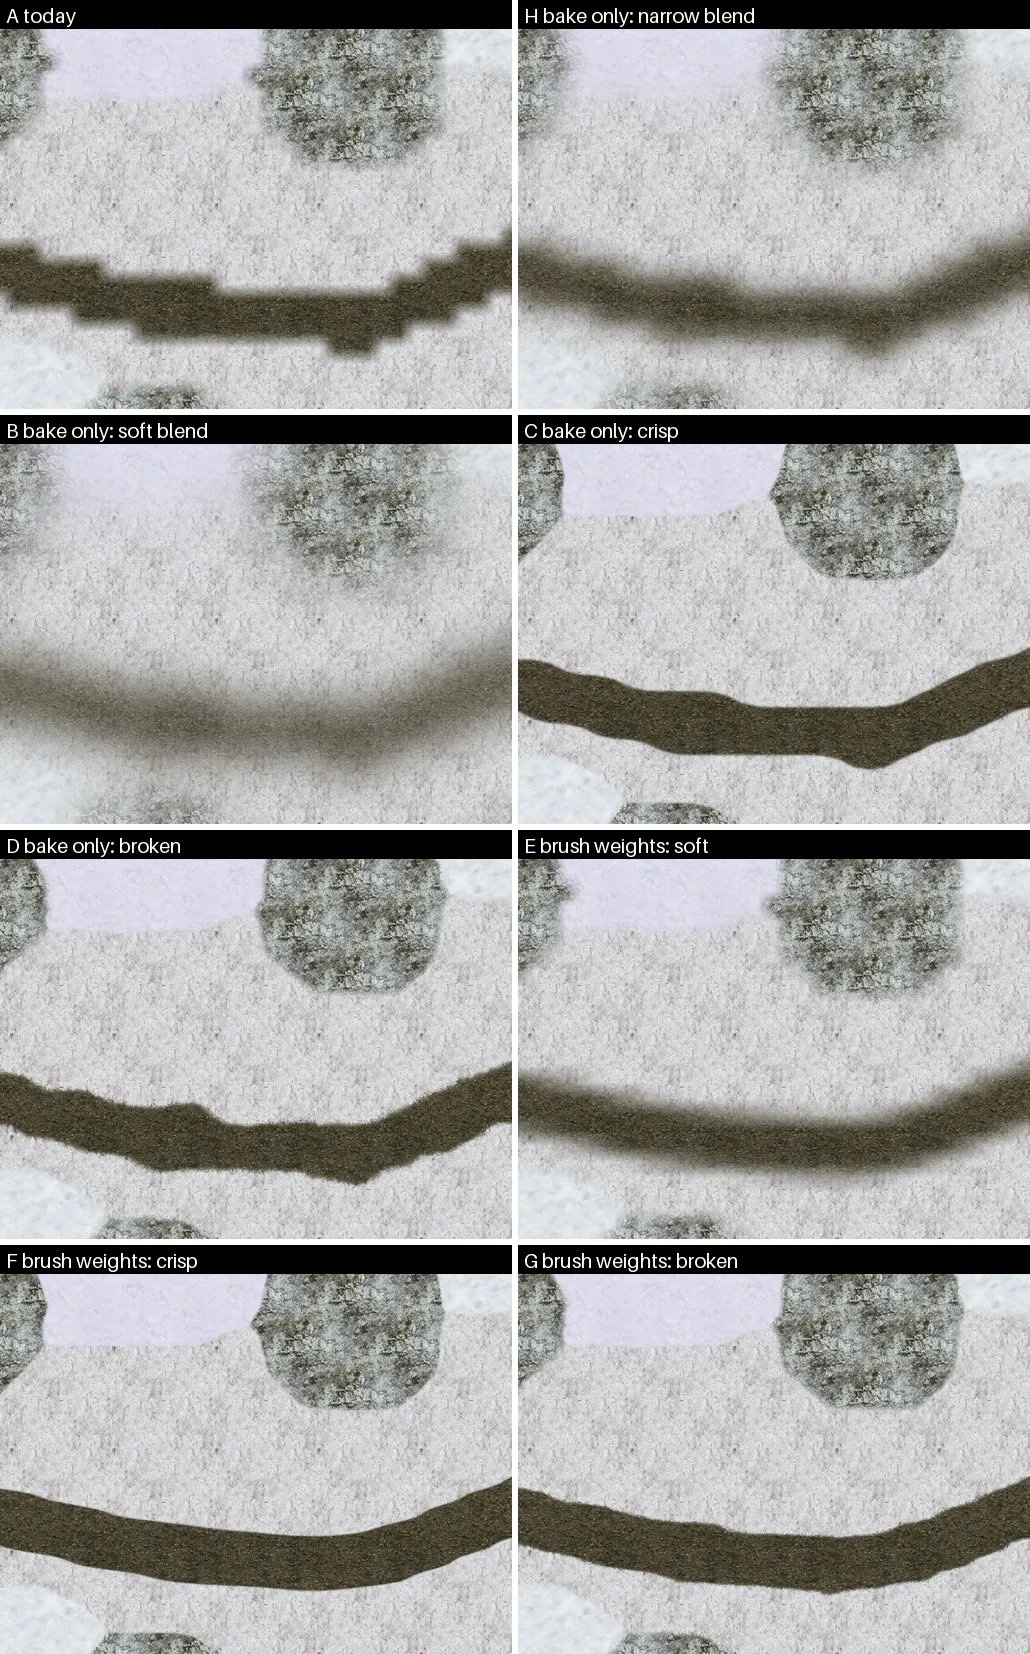 A today
H bake only: narrow blend
B bake only: soft blend
C bake only: crisp
D bake only: broken
E brush weights: soft
F brush weights: crisp
G brush weights: broken